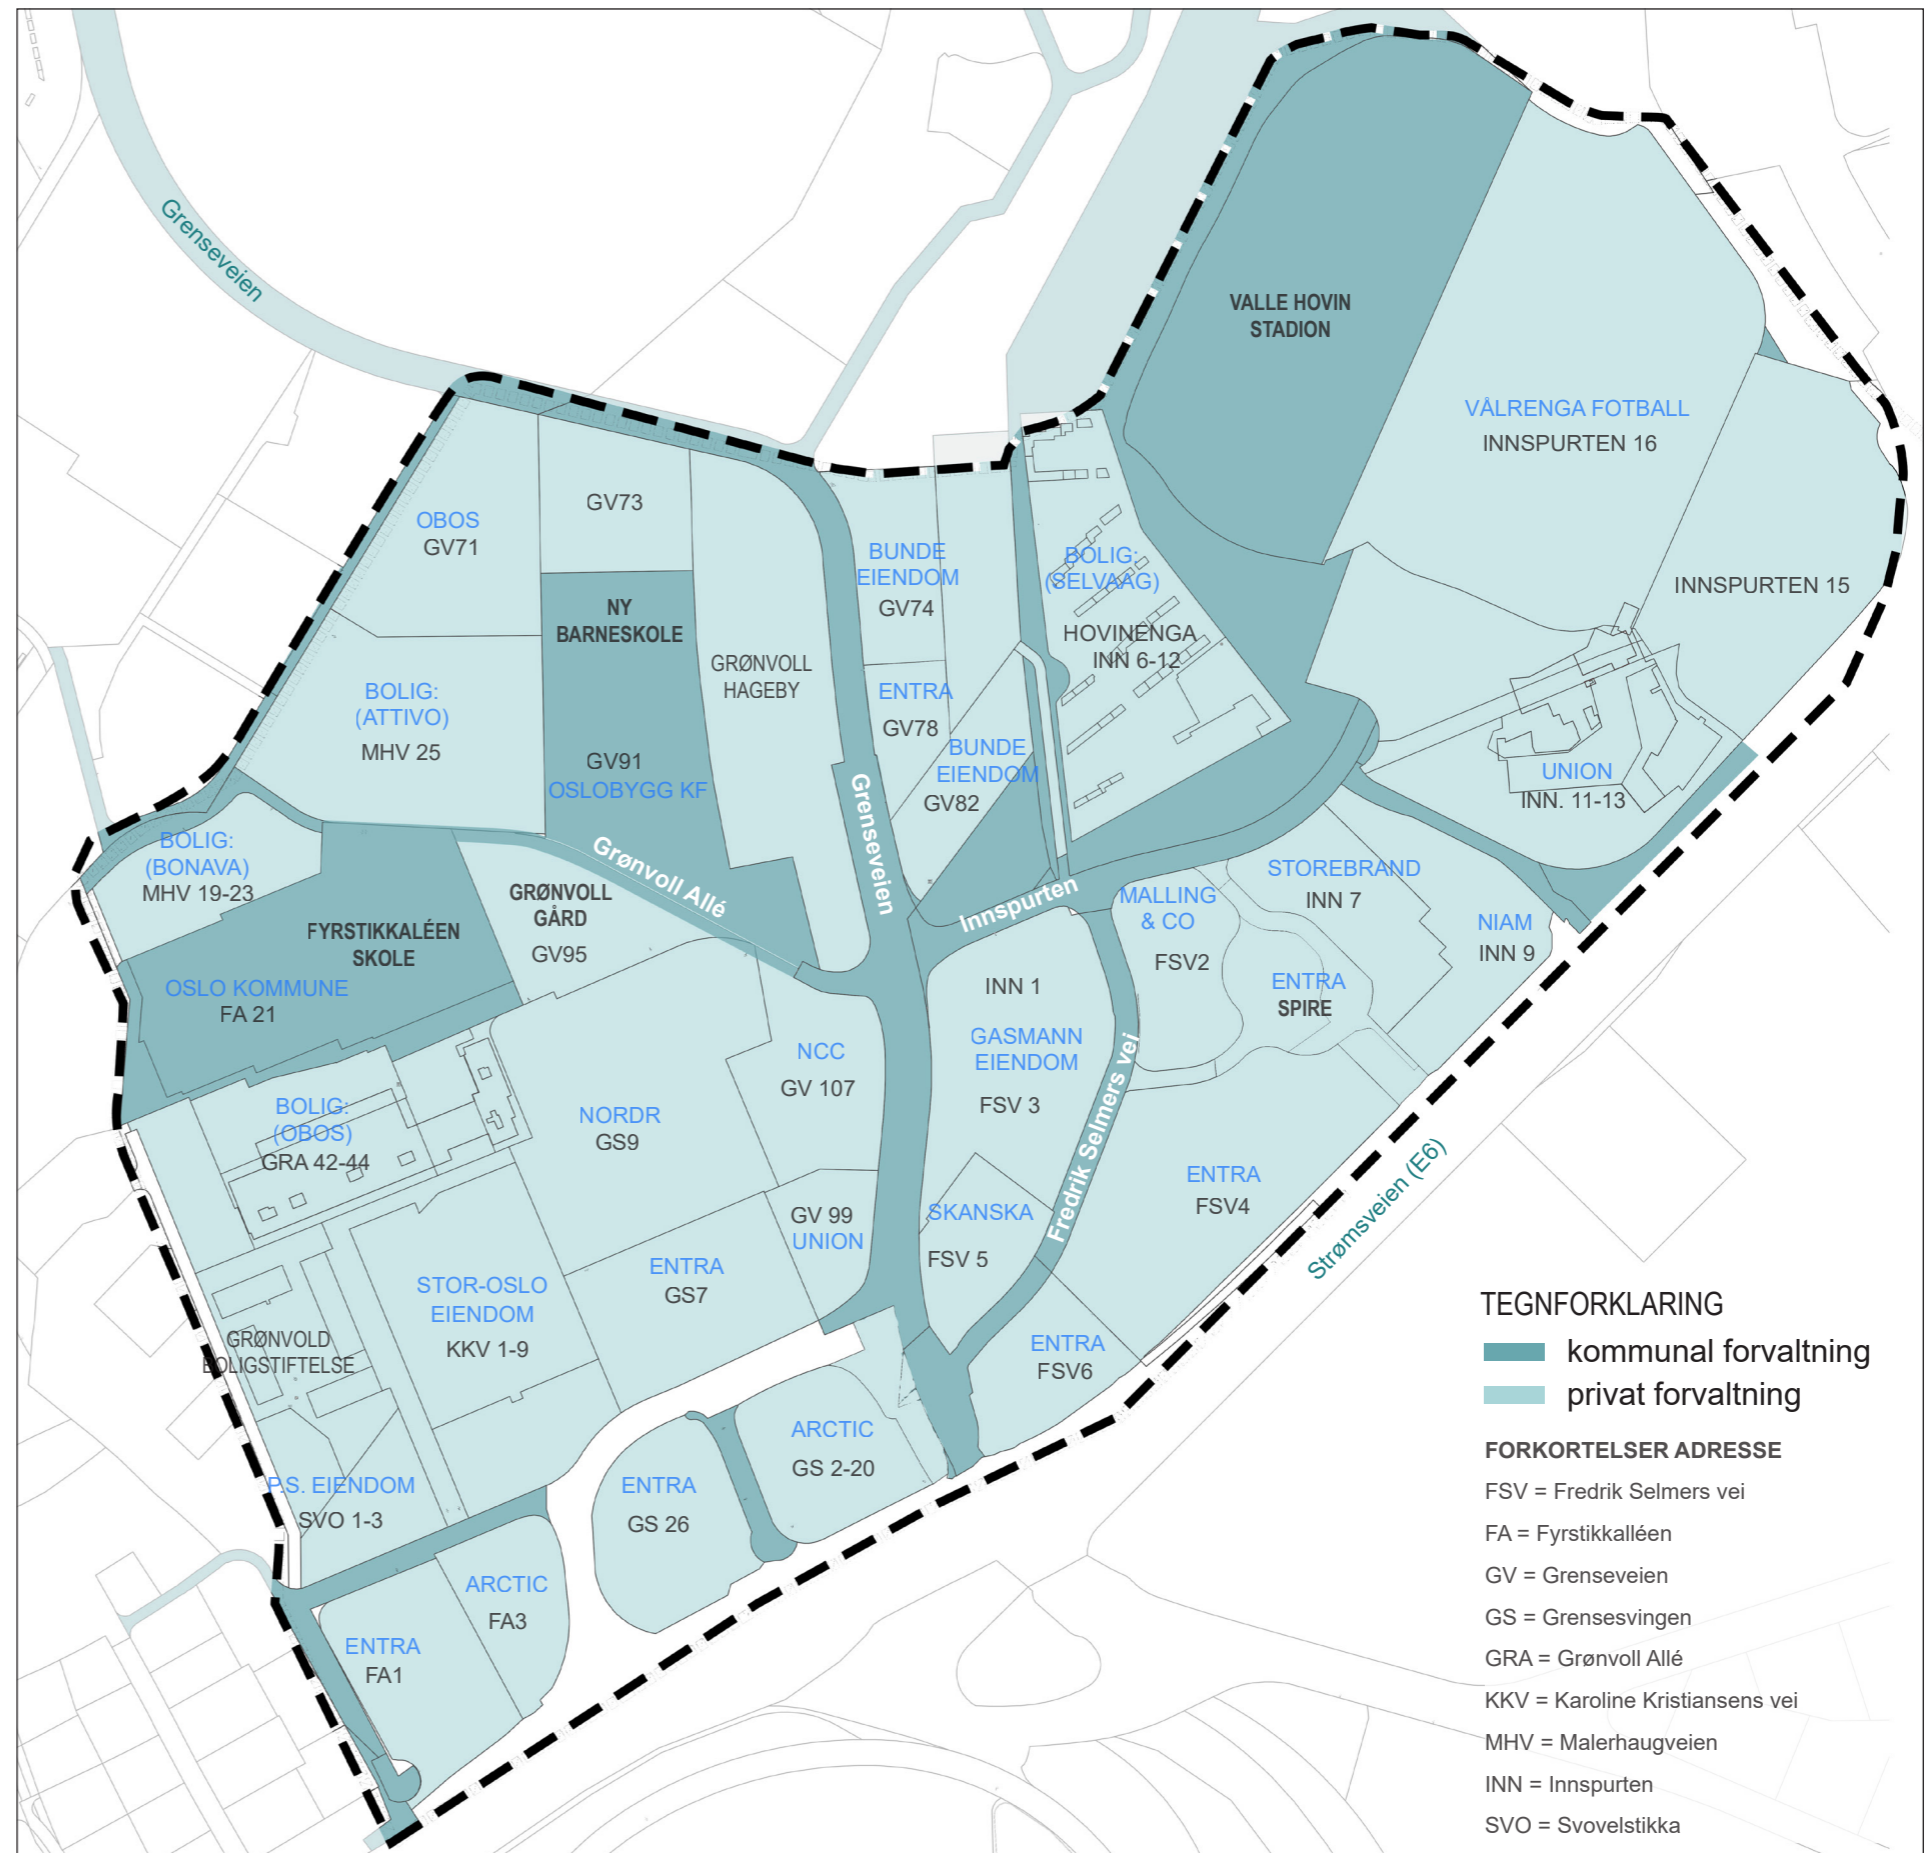 Grenseveien
VALLE HOVIN
STADION
VÅLRENGA FOTBALL
INNSPURTEN 16
INNSPURTEN 15
OBOS
GV71
GV73
NY
BARNESKOLE
GV91
OSLOBYGG KF
GRØNVOLL
HAGEBY
BUNDE
EIENDOM
GV74
ENTRA
GV78
BUNDE
EIENDOM
GV82
BOLIG:
(SELVAAG)
HOVINENGA
INN 6-12
BOLIG:
(ATTIVO)
MHV 25
UNION
INN. 11-13
BOLIG:
(BONAVA)
MHV 19-23
Grenseveien
Grønvoll Allé
Innspurten
Fredrik Selmers vei
FYRSTIKKALÉEN
SKOLE
OSLO KOMMUNE
FA 21
GRØNVOLL
GÅRD
GV95
MALLING
& CO
FSV2
STOREBRAND
INN 7
NIAM
INN 9
ENTRA
SPIRE
INN 1
GASMANN
EIENDOM
FSV 3
NCC
GV 107
BOLIG:
(OBOS)
GRA 42-44
NORDR
GS9
GV 99
UNION
SKANSKA
FSV 5
ENTRA
FSV4
Strømsveien (E6)
ENTRA
GS7
STOR-OSLO
EIENDOM
KKV 1-9
GRØNVOLD
BOLIGSTIFTELSE
ENTRA
FSV6
ARCTIC
GS 2-20
ENTRA
GS 26
P.S. EIENDOM
SVO 1-3
ARCTIC
FA3
ENTRA
FA1
TEGNFORKLARING
kommunal forvaltning
privat forvaltning
FORKORTELSER ADRESSE
FSV = Fredrik Selmers vei
FA = Fyrstikkalléen
GV = Grenseveien
GS = Grensesvingen
GRA = Grønvoll Allé
KKV = Karoline Kristiansens vei
MHV = Malerhaugveien
INN = Innspurten
SVO = Svovelstikka